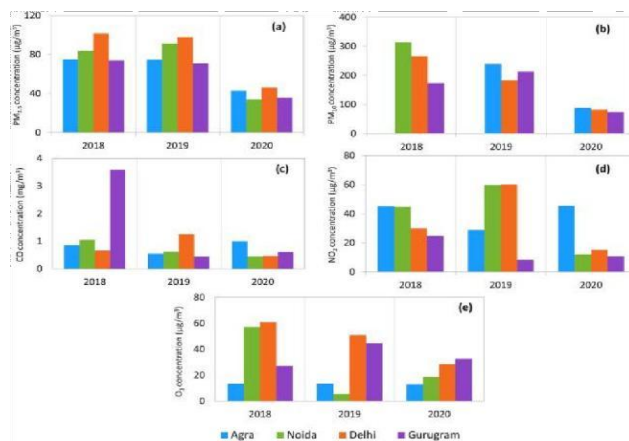 (a)
PM2.5 concentration (µg/m³)
120
80
40
0
2018 2019 2020
(b)
PM10 concentration (µg/m³)
400
300
200
100
0
2018 2019 2020
(c)
CO concentration (mg/m³)
4
3
2
1
0
2018 2019 2020
(d)
NO2 concentration (µg/m³)
80
60
40
20
0
2018 2019 2020
(e)
O3 concentration (µg/m³)
80
60
40
20
0
2018 2019 2020
Agra Noida Delhi Gurugram